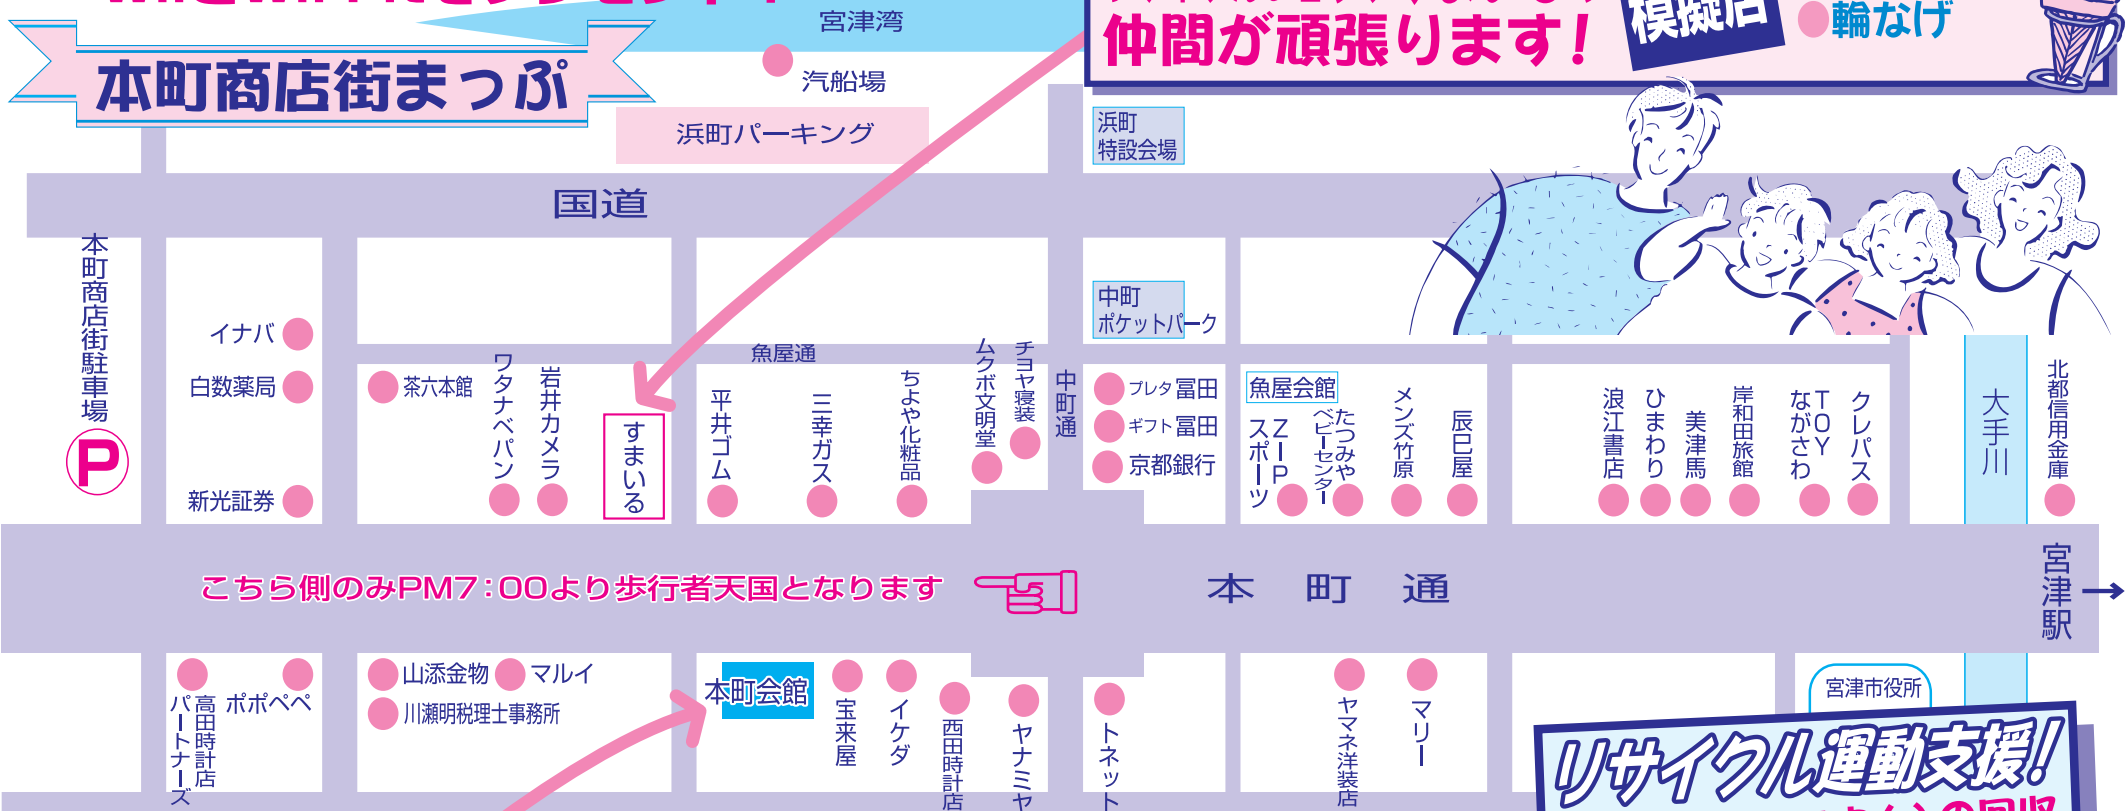 宮津湾
汽船場
本町商店街まっぷ
浜町パーキング
仲間が頑張ります!
模擬店
輪なげ
浜町
特設会場
国道
本町商店街駐車場
P
イナバ
白数薬局
新光証券
茶六本館
ワタナベパン
岩井カメラ
すまいる
魚屋通
平井ゴム
三幸ガス
ちよや化粧品
ムクボ文明堂
チヨヤ寝装
中町通
中町
ポケットパーク
プレタ冨田
ギフト冨田
京都銀行
魚屋会館
ZーP
スポーツ
たつみや
ベビーセンター
メンズ竹原
辰巳屋
浪江書店
ひまわり
美津馬
岸和田旅館
TOY
ながさわ
クレパス
大手川
北都信用金庫
こちら側のみPM7:00より歩行者天国となります
本町通
宮津駅
高田時計店
パートナーズ
ポポペペ
山添金物
マルイ
川瀬明税理士事務所
本町会館
宝来屋
イケダ
西田時計店
ヤナミヤ
トネット
ヤマネ洋装店
マリー
宮津市役所
リサイクル運動支援!